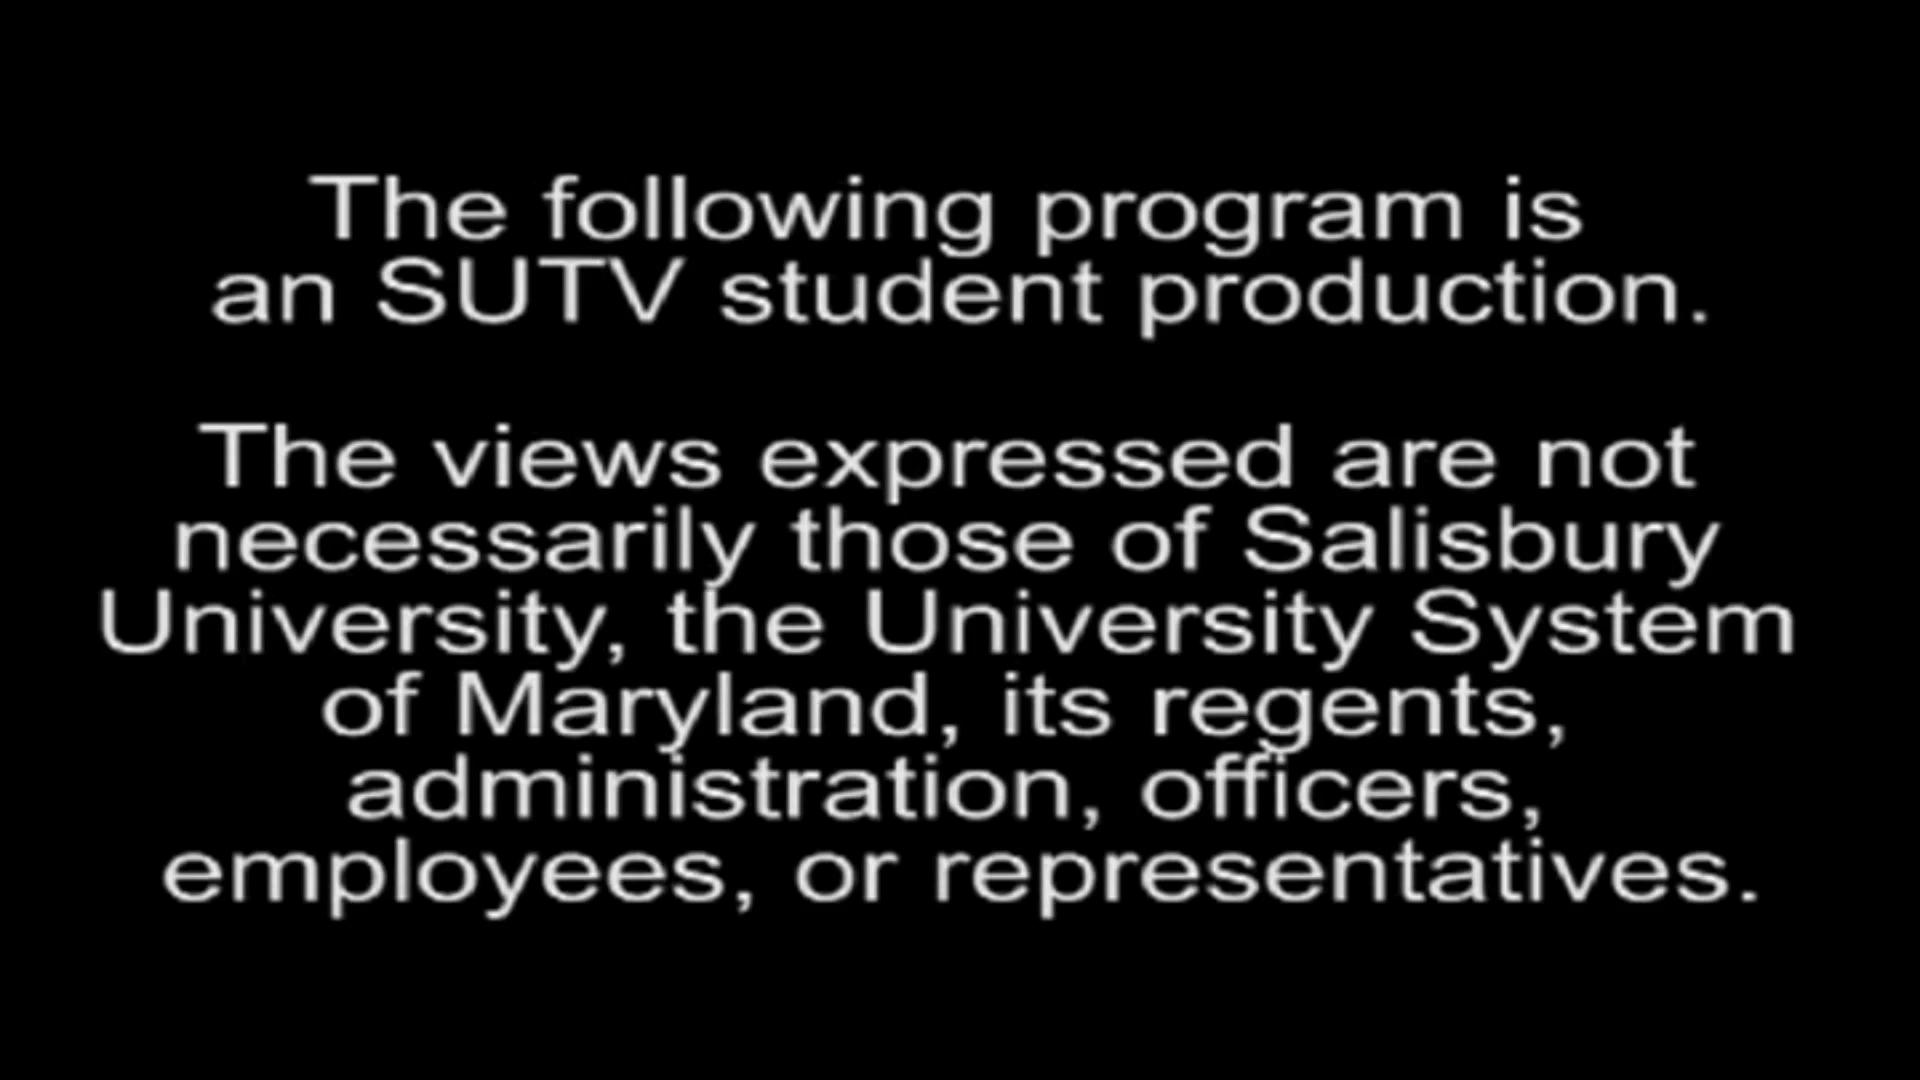 The following program is
an SUTV student production.
The views expressed are not
necessarily those of Salisbury
University, the University System
of Maryland, its regents,
administration, officers,
employees, or representatives.